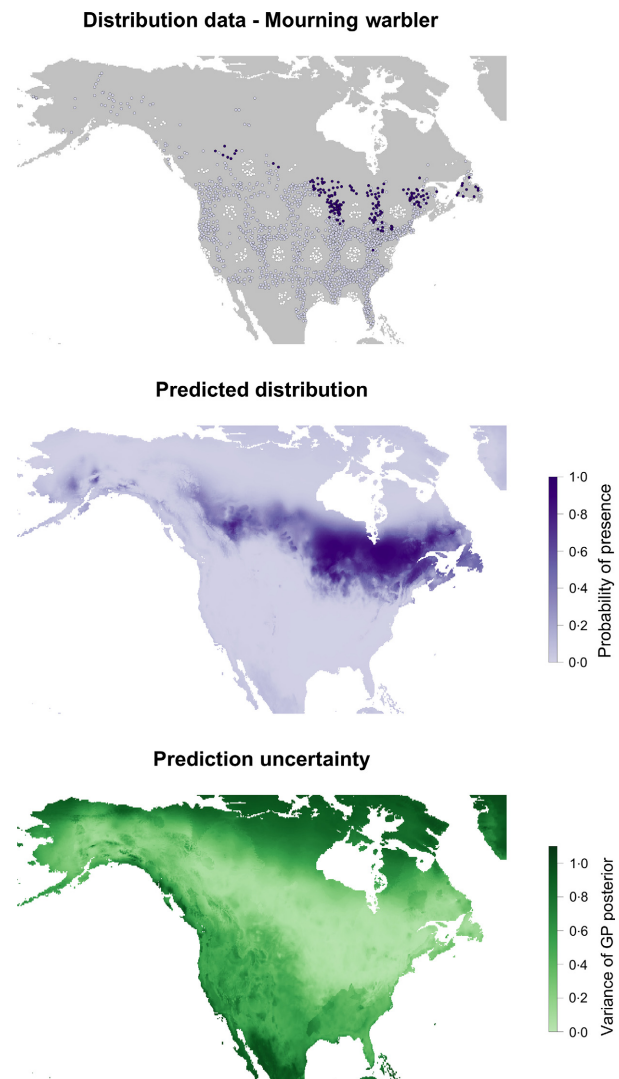 Distribution data - Mourning warbler
Predicted distribution
1·0
0·8
0·6
0·4
0·2
0·0
Probability of presence
Prediction uncertainty
1·0
0·8
0·6
0·4
0·2
0·0
Variance of GP posterior